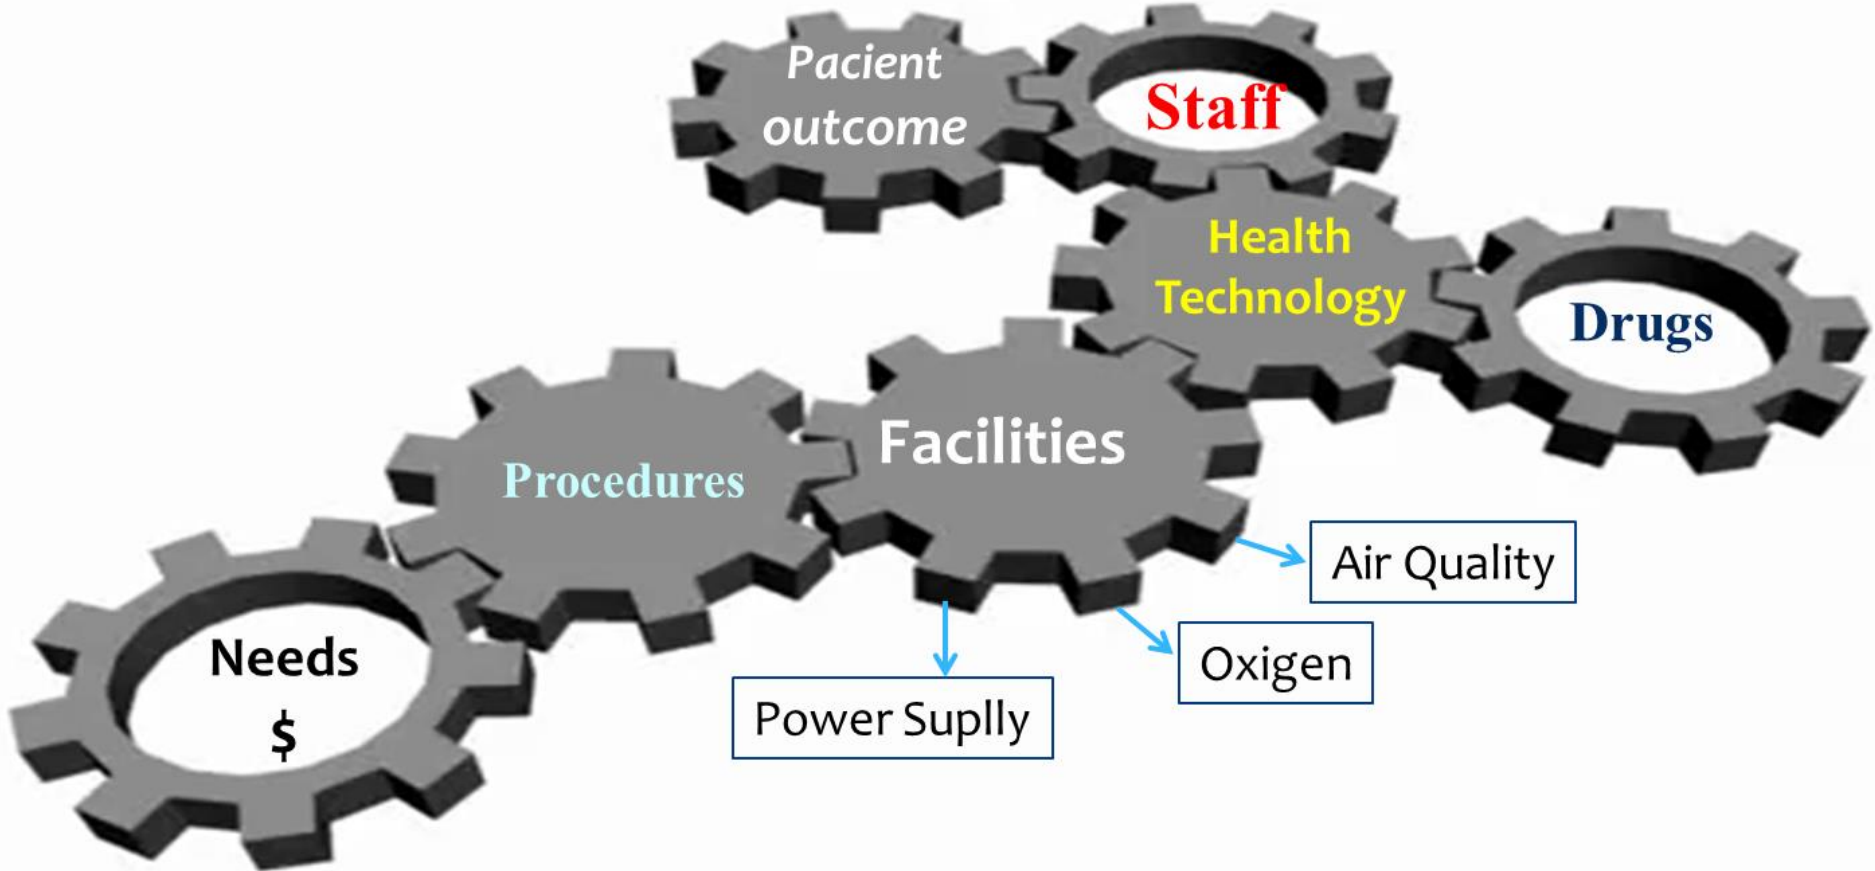 Pacient
outcome
Staff
Health
Technology
Drugs
Facilities
Procedures
Air Quality
Needs
$
Oxigen
Power Suplly